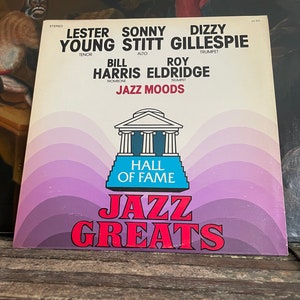 STEREO
LESTER SONNY DIZZY
YOUNG STITT GILLESPIE
TENOR ALTO TRUMPET
BILL ROY
HARRIS ELDRIDGE
TROMBONE TRUMPET
JAZZ MOODS
HALL
OF FAME
JAZZ
GREATS